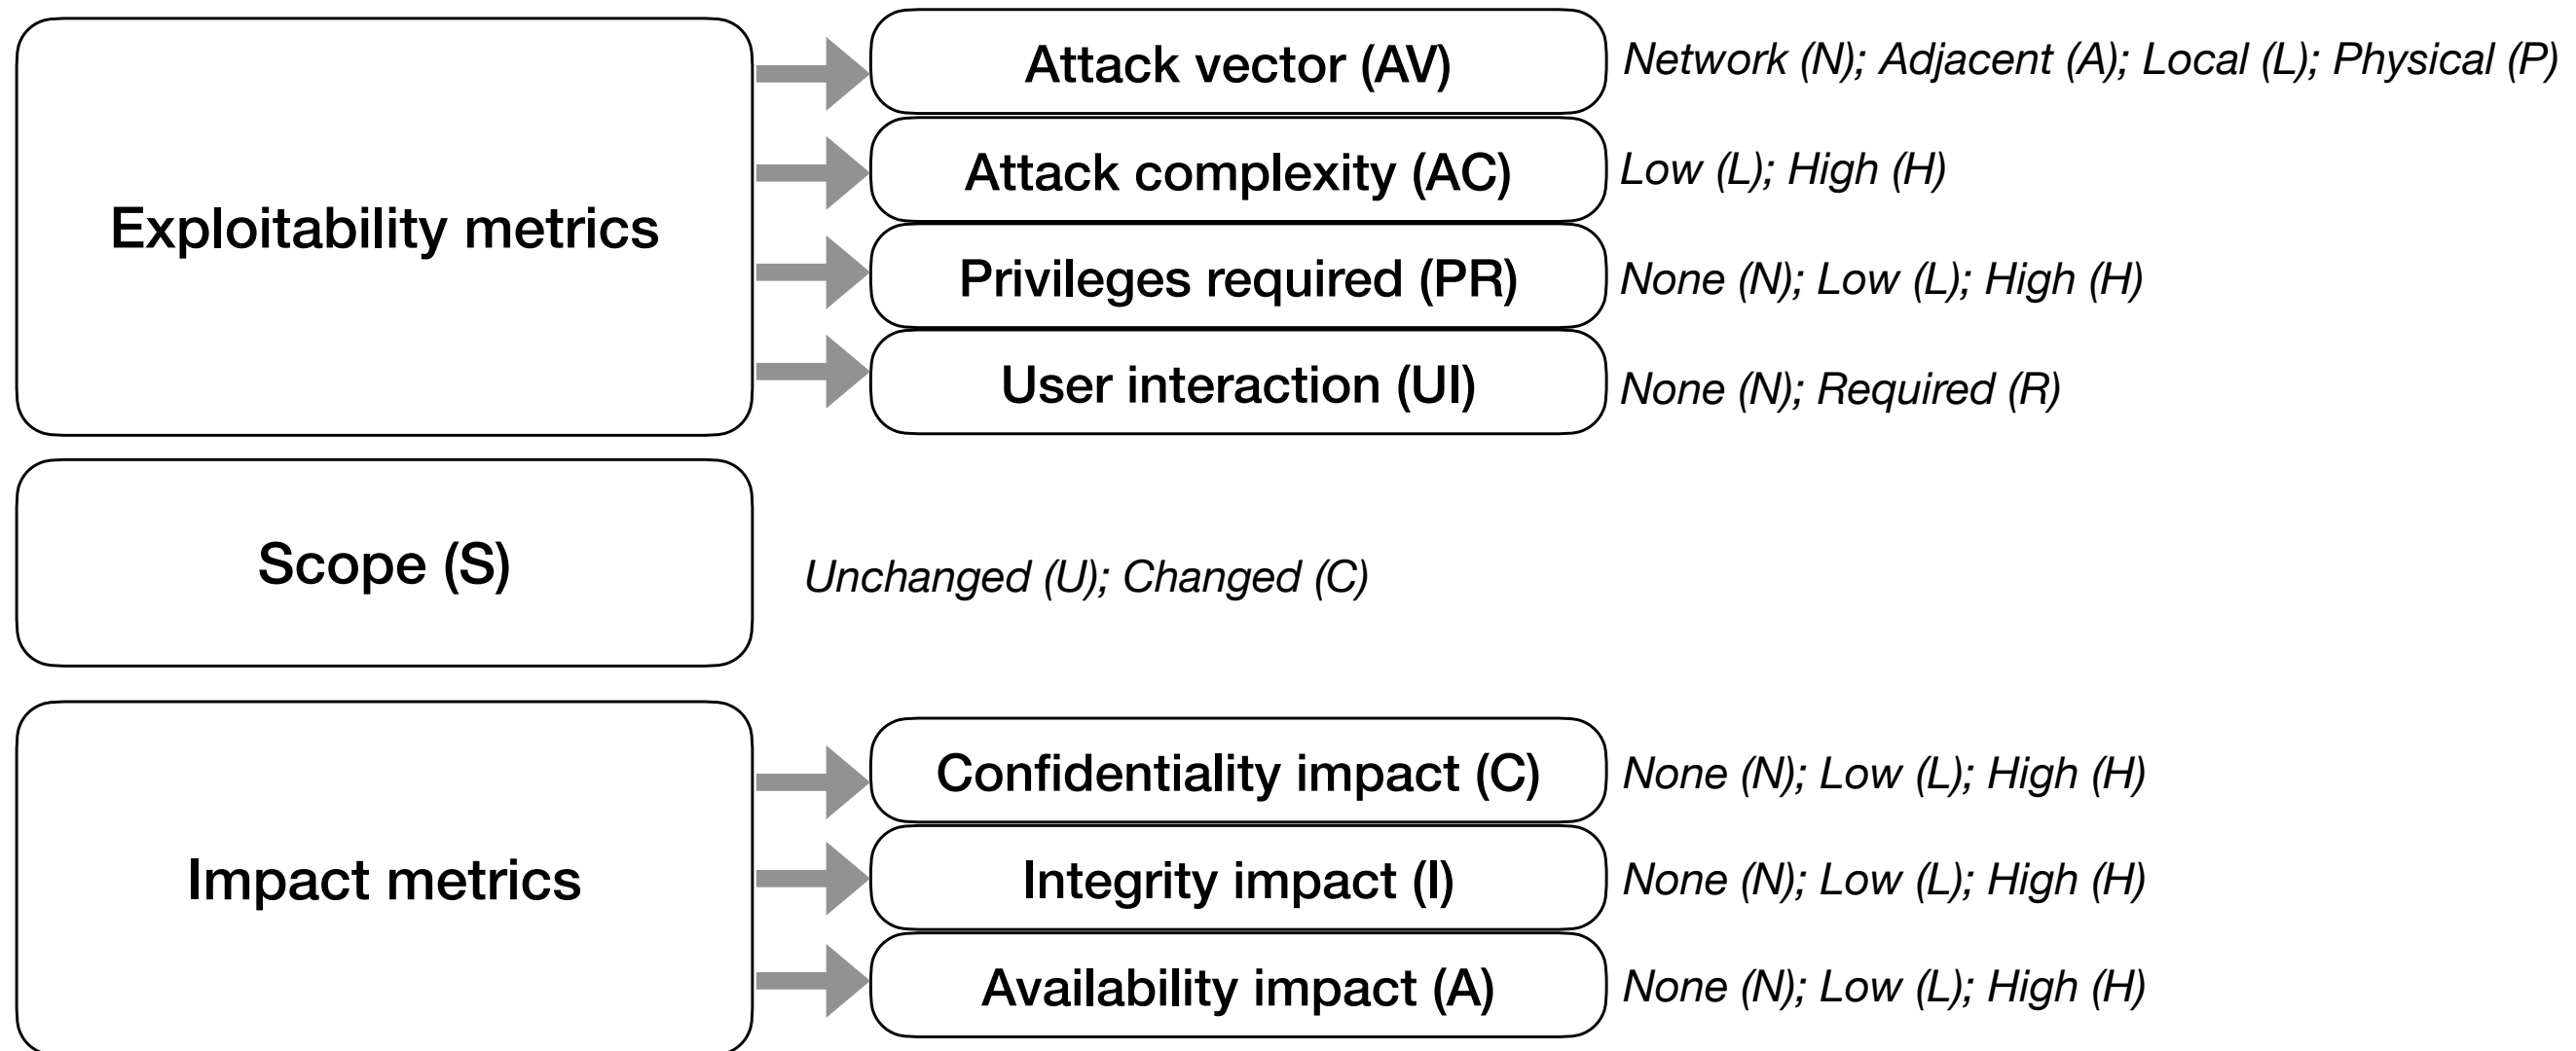 Exploitability metrics
Attack vector (AV)
Network (N); Adjacent (A); Local (L); Physical (P)
Attack complexity (AC)
Low (L); High (H)
Privileges required (PR)
None (N); Low (L); High (H)
User interaction (UI)
None (N); Required (R)
Scope (S)
Unchanged (U); Changed (C)
Impact metrics
Confidentiality impact (C)
None (N); Low (L); High (H)
Integrity impact (I)
None (N); Low (L); High (H)
Availability impact (A)
None (N); Low (L); High (H)